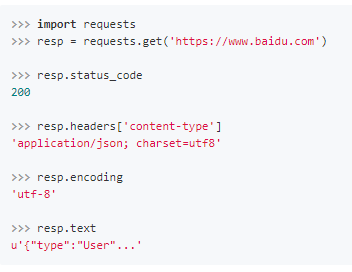 >>> import requests
>>> resp = requests.get('https://www.baidu.com')
>>> resp.status_code
200
>>> resp.headers['content-type']
'application/json; charset=utf8'
>>> resp.encoding
'utf-8'
>>> resp.text
u'{"type":"User"...'